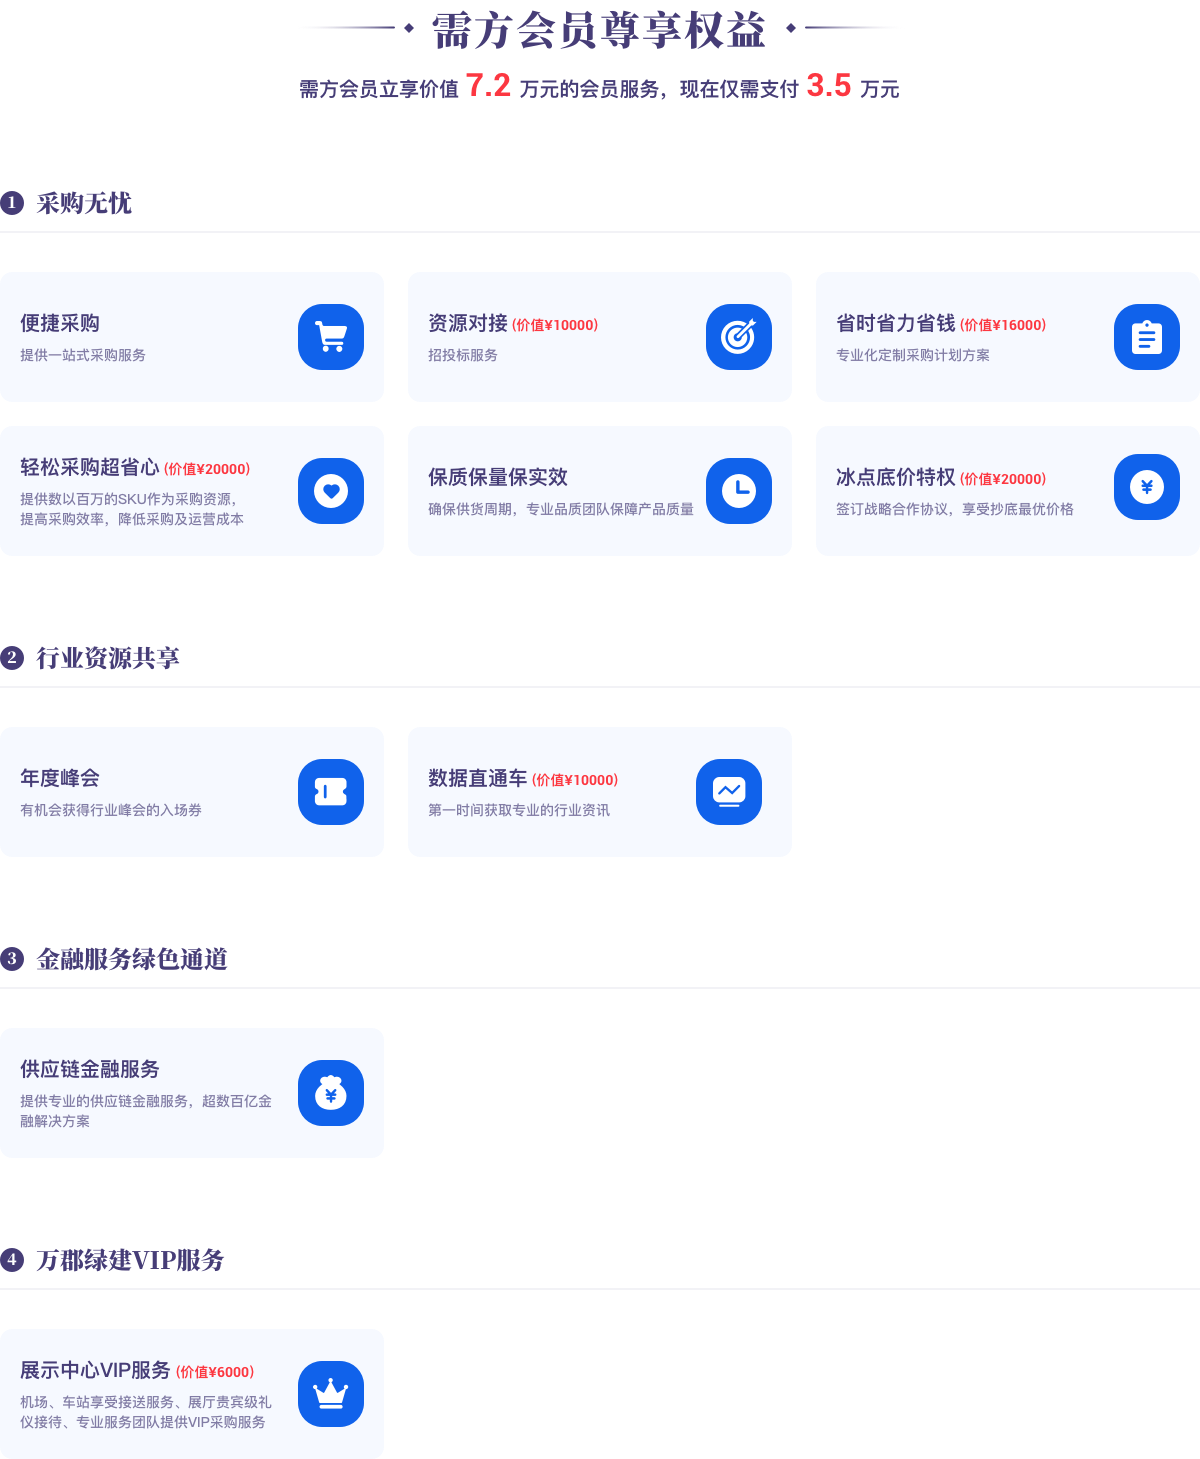 需方会员尊享权益
需方会员立享价值 7.2 万元的会员服务，现在仅需支付 3.5 万元
1 采购无忧
便捷采购
提供一站式采购服务
资源对接 (价值¥10000)
招投标服务
省时省力省钱 (价值¥16000)
专业化定制采购计划方案
轻松采购超省心 (价值¥20000)
提供数以百万的SKU作为采购资源，
提高采购效率，降低采购及运营成本
保质保量保实效
确保供货周期，专业品质团队保障产品质量
冰点底价特权 (价值¥20000)
签订战略合作协议，享受抄底最优价格
¥
2 行业资源共享
年度峰会
有机会获得行业峰会的入场券
数据直通车 (价值¥10000)
第一时间获取专业的行业资讯
3 金融服务绿色通道
供应链金融服务
提供专业的供应链金融服务，超数百亿金
融解决方案
¥
4 万郡绿建VIP服务
展示中心VIP服务 (价值¥6000)
机场、车站享受接送服务、展厅贵宾级礼
仪接待、专业服务团队提供VIP采购服务